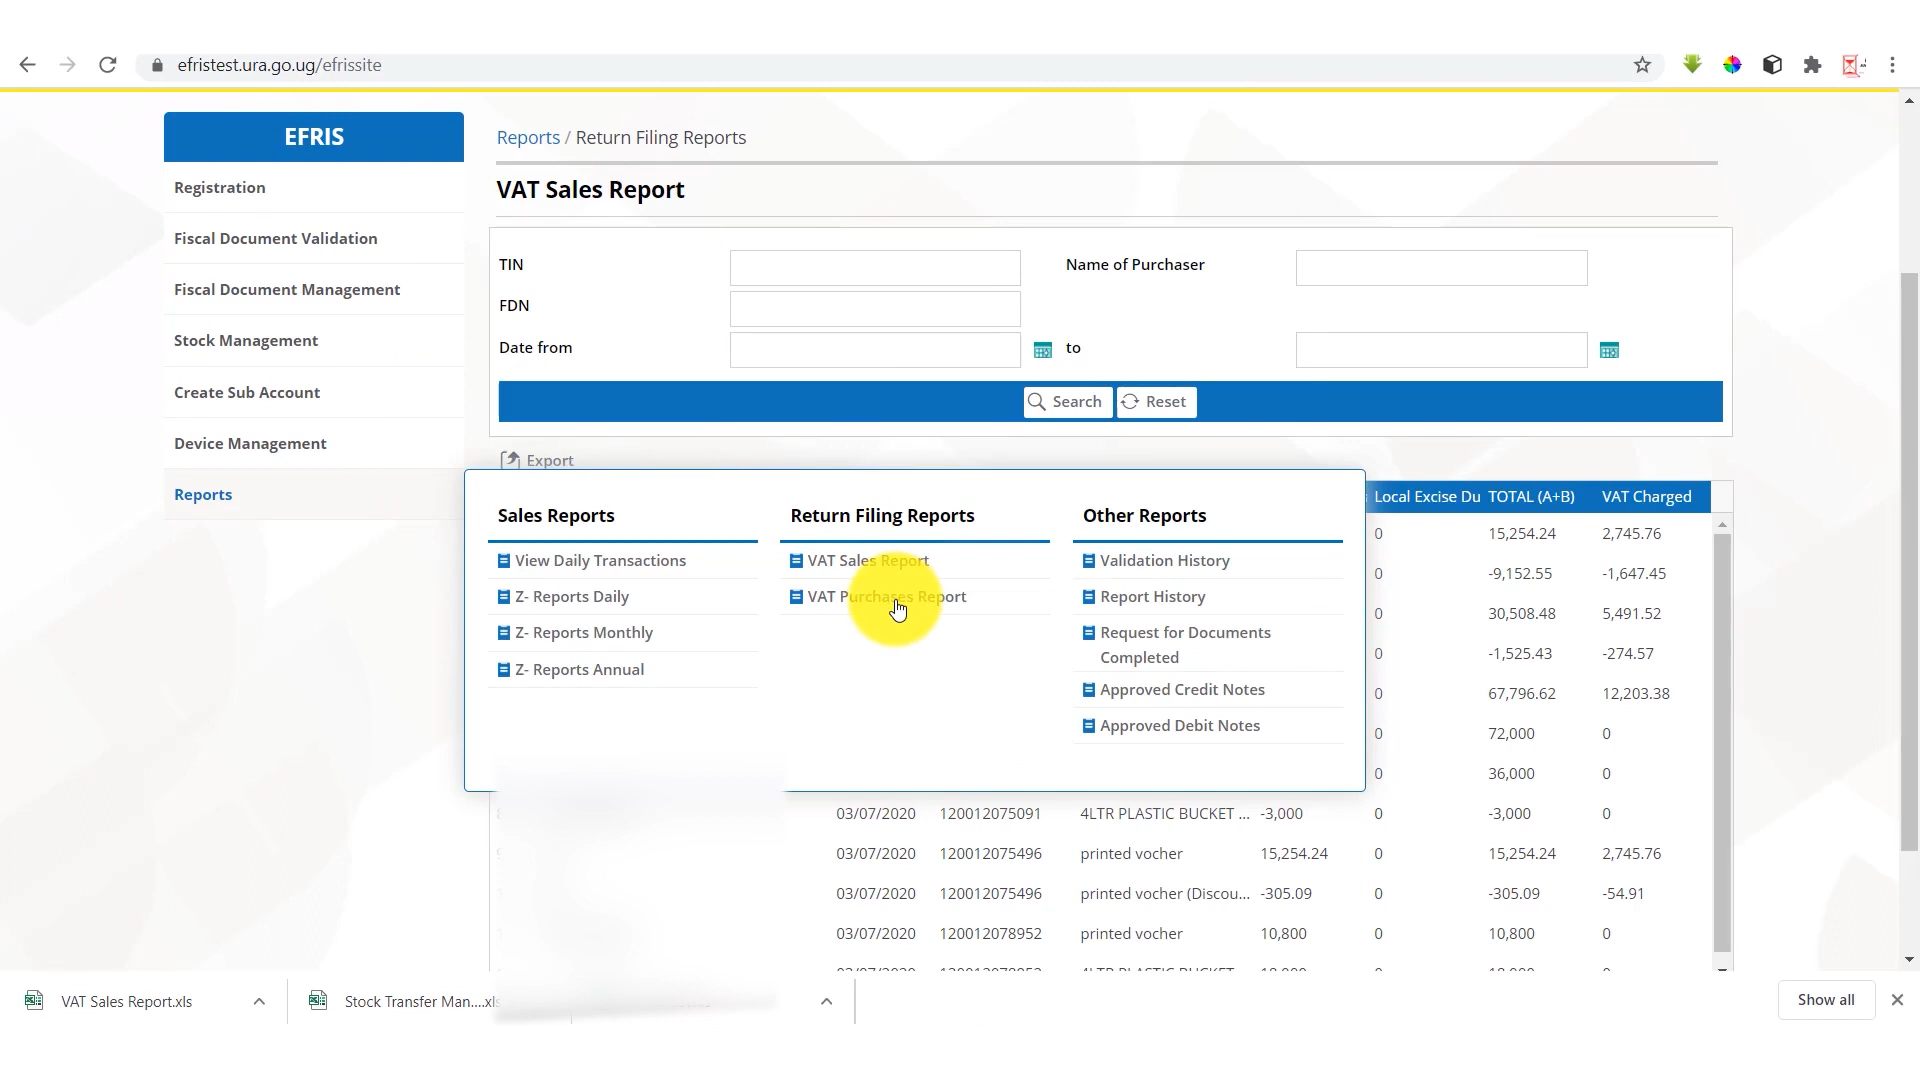 efristest.ura.go.ug/efrissite
EFRIS
Registration
Fiscal Document Validation
Fiscal Document Management
Stock Management
Create Sub Account
Device Management
Reports
Reports / Return Filing Reports
VAT Sales Report
TIN Name of Purchaser
FDN
Date from to
Search Reset
Export
Sales Reports
View Daily Transactions
Z- Reports Daily
Z- Reports Monthly
Z- Reports Annual
Return Filing Reports
VAT Sales Report
VAT Purchases Report
Other Reports
Validation History
Report History
Request for Documents
Completed
Approved Credit Notes
Approved Debit Notes
Local Excise Du TOTAL (A+B) VAT Charged
0 15,254.24 2,745.76
0 -9,152.55 -1,647.45
0 30,508.48 5,491.52
0 -1,525.43 -274.57
0 67,796.62 12,203.38
0 72,000 0
0 36,000 0
03/07/2020 120012075091 4LTR PLASTIC BUCKET ... -3,000 0 -3,000 0
03/07/2020 120012075496 printed vocher 15,254.24 0 15,254.24 2,745.76
03/07/2020 120012075496 printed vocher (Discou... -305.09 0 -305.09 -54.91
03/07/2020 120012078952 printed vocher 10,800 0 10,800 0
VAT Sales Report.xls Stock Transfer Man....xls Show all